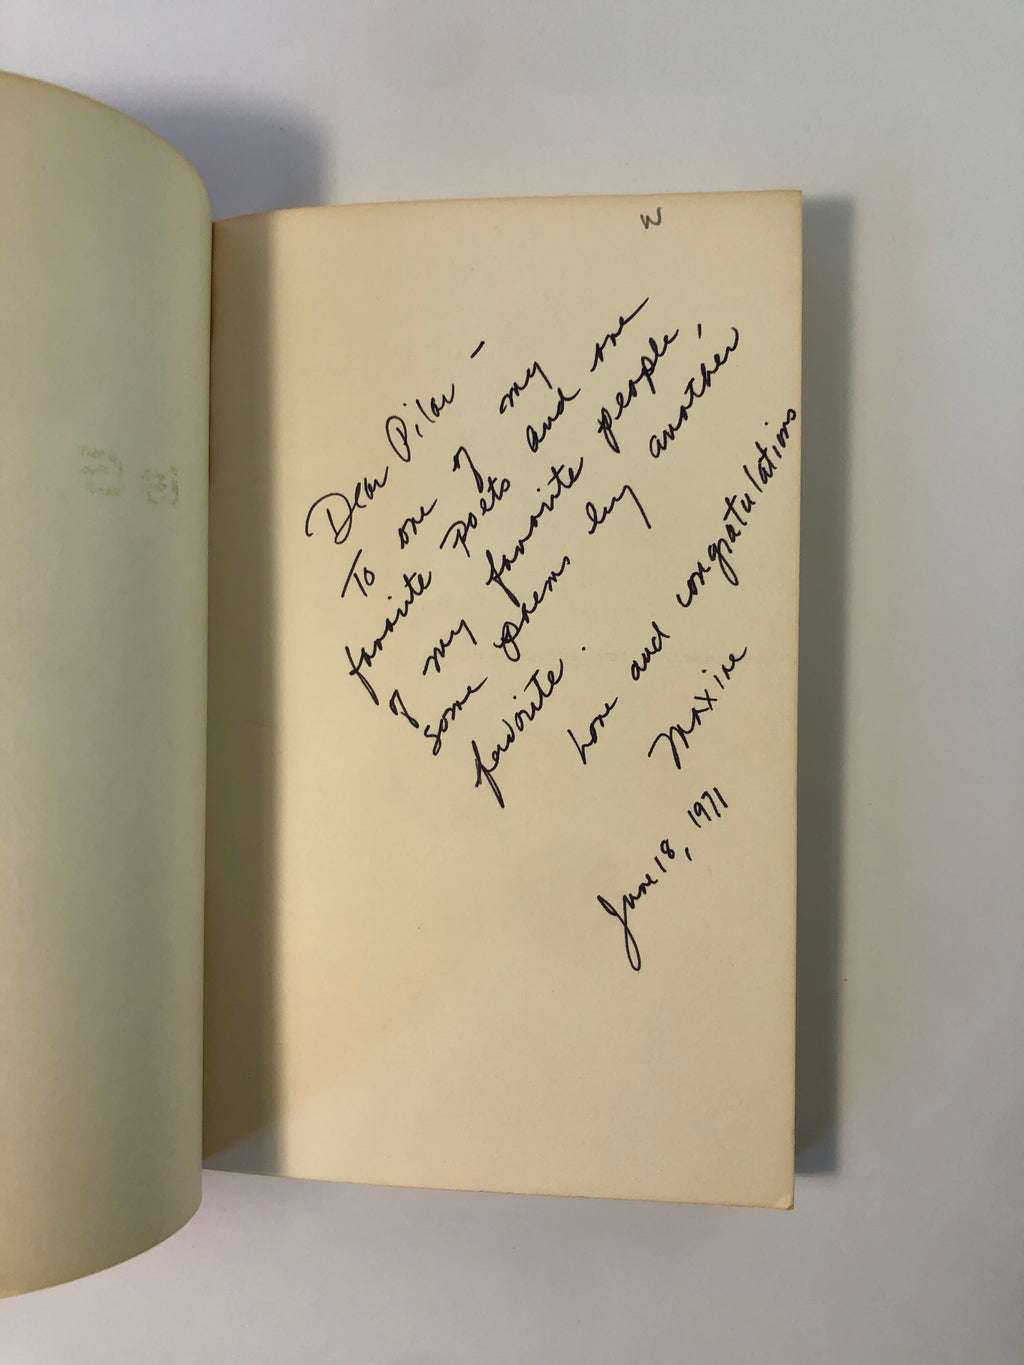 w
Dear Pilar –
To one of my
favorite poets and one
of my favorite people,
some poems by another
favorite.
Love and congratulations
Maxine
June 18, 1971